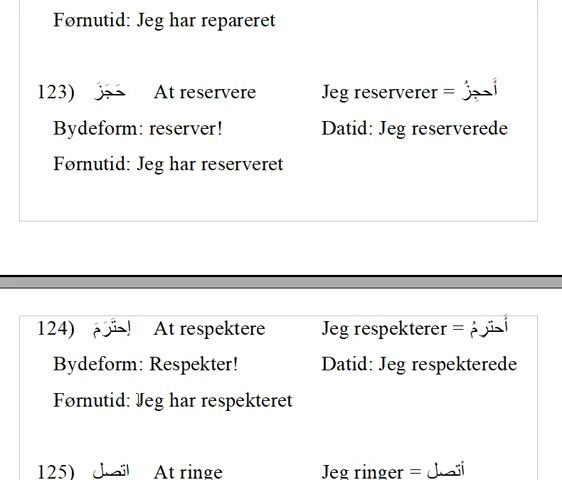 Førnutid: Jeg har repareret
123) حَجَزَ At reservere Jeg reserverer = أَحجِزُ
Bydeform: reserver! Datid: Jeg reserverede
Førnutid: Jeg har reserveret
124) إحتَرَمَ At respektere Jeg respekterer = أَحترِمُ
Bydeform: Respekter! Datid: Jeg respekterede
Førnutid: Jeg har respekteret
125) اتصل At ringe Jeg ringer = أتصل